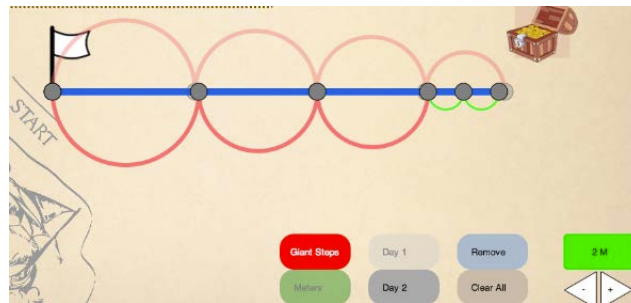 START
Giant Steps
Day 1
Remove
2 M
Meters
Day 2
Clear All
-
+